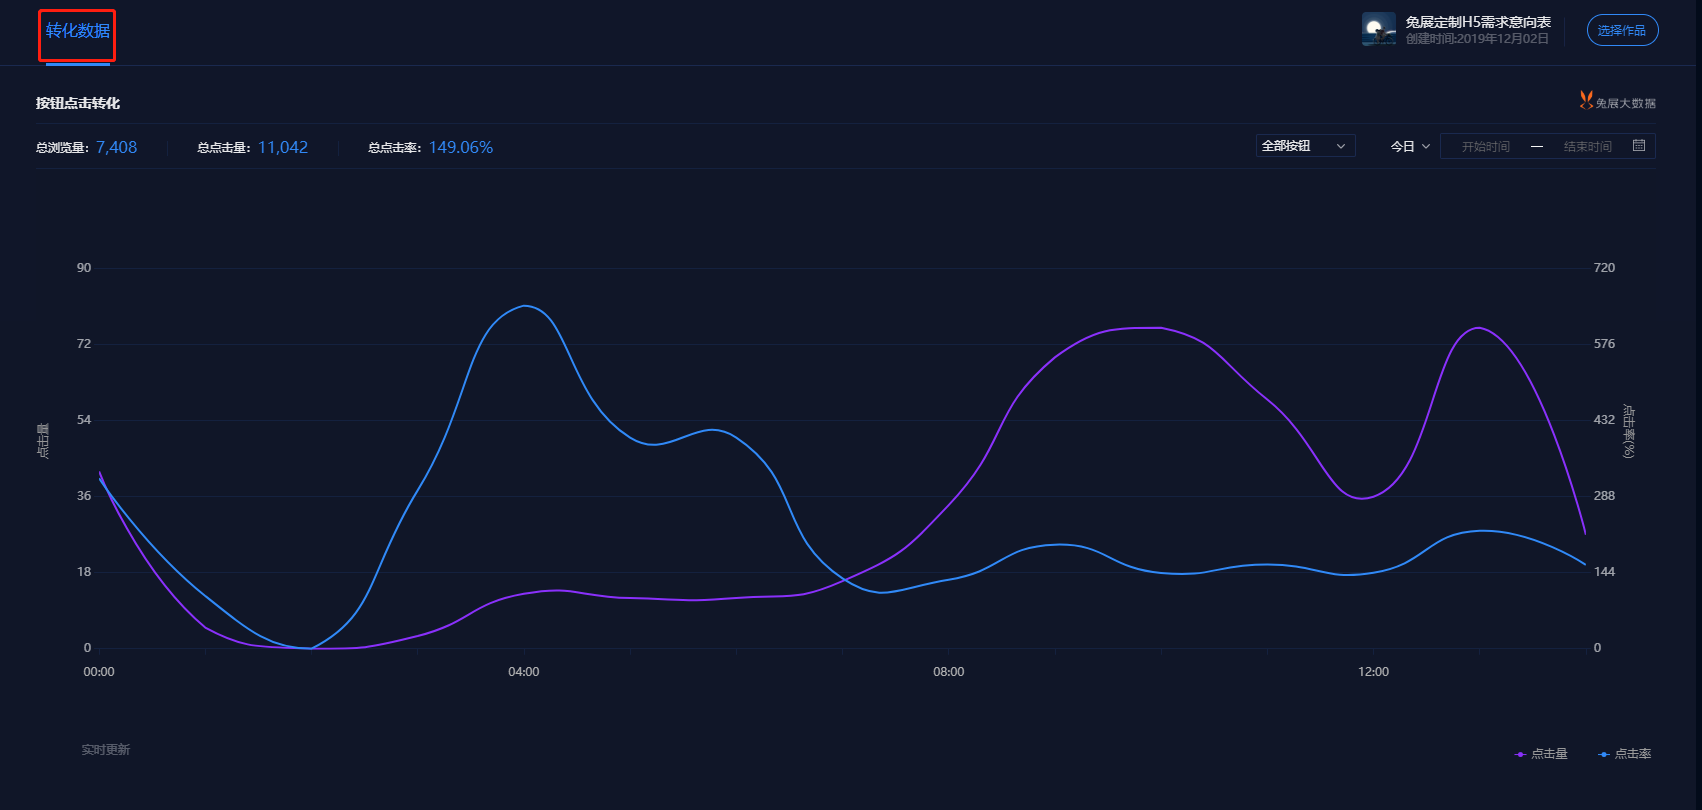 转化数据
兔展定制H5需求意向表
创建时间:2019年12月02日
选择作品
按钮点击转化
兔展大数据
总浏览量: 7,408
总点击量: 11,042
总点击率: 149.06%
全部按钮
今日
开始时间 — 结束时间
90
72
54
36
18
0
点击量
720
576
432
288
144
0
点击率(%)
00:00
04:00
08:00
12:00
实时更新
点击量
点击率